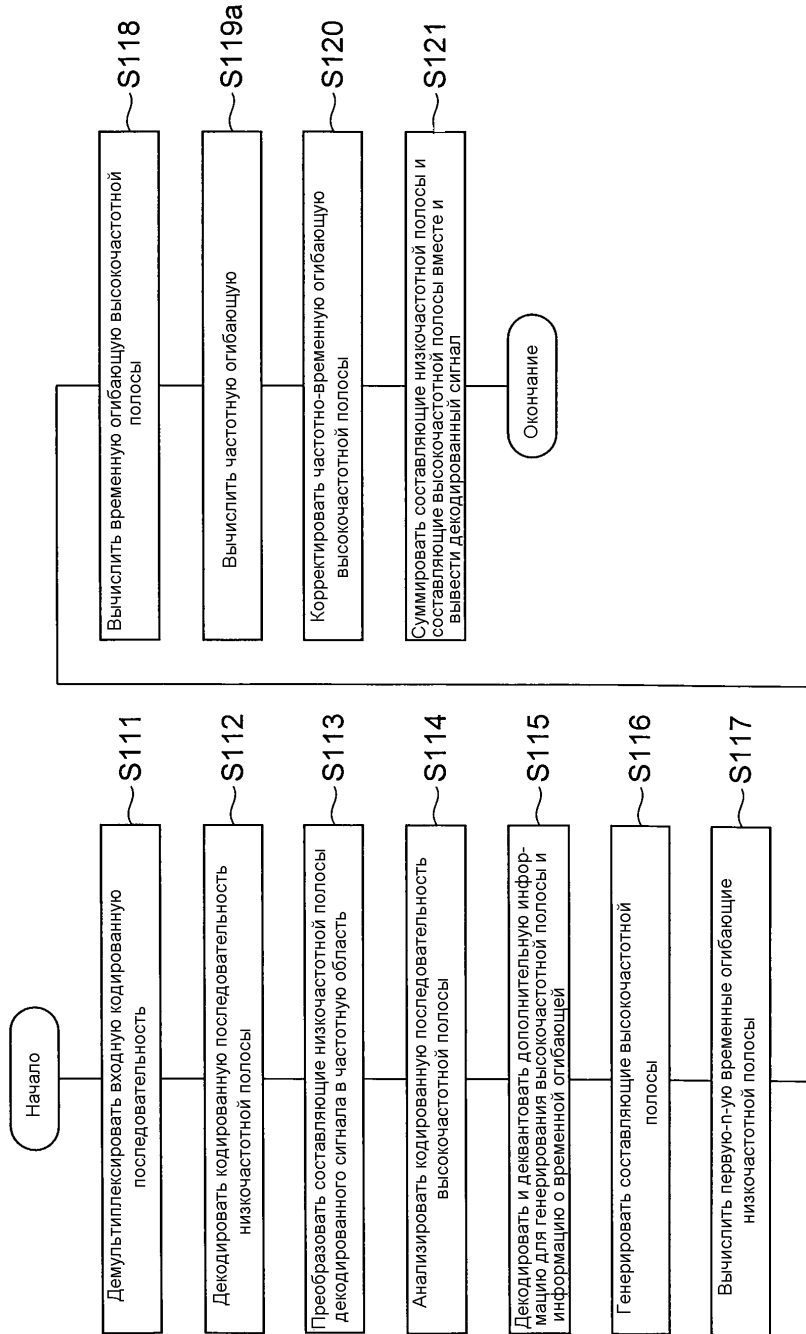 Начало
Демультиплексировать входную кодированную
последовательность
S111
Декодировать кодированную последовательность
низкочастотной полосы
S112
Преобразовать составляющие низкочастотной полосы
декодированного сигнала в частотную область
S113
Анализировать кодированную последовательность
высокочастотной полосы
S114
Декодировать и деквантовать дополнительную инфор-
мацию для генерирования высокочастотной полосы и
информацию о временной огибающей
S115
Генерировать составляющие высокочастотной
полосы
S116
Вычислить первую-n-ую временные огибающие
низкочастотной полосы
S117
Вычислить временную огибающую высокочастотной
полосы
S118
Вычислить частотную огибающую
S119a
Корректировать частотно-временную огибающую
высокочастотной полосы
S120
Суммировать составляющие низкочастотной полосы и
составляющие высокочастотной полосы вместе и
вывести декодированный сигнал
S121
Окончание